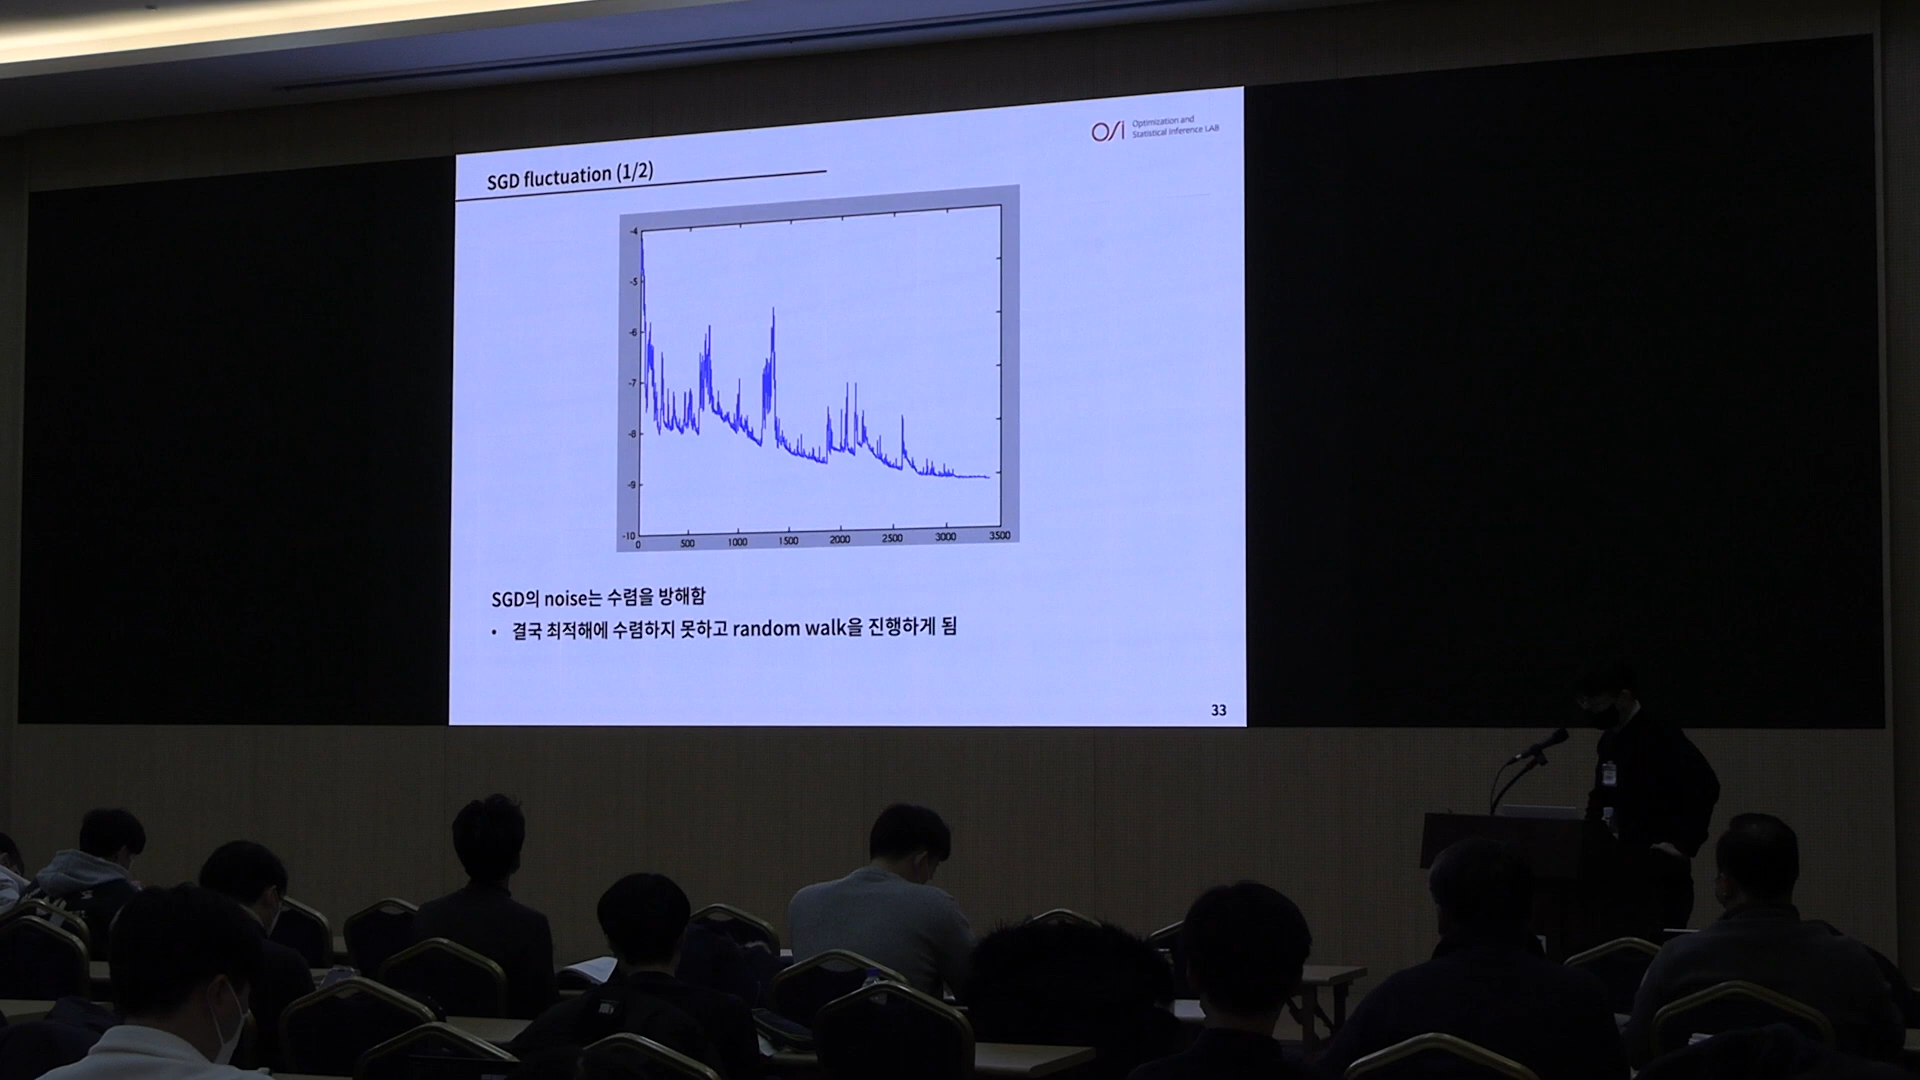 OSI Optimization and
Statistical Inference LAB
SGD fluctuation (1/2)
-4
-5
-6
-7
-8
-9
-10
0 500 1000 1500 2000 2500 3000 3500
SGD의 noise는 수렴을 방해함
• 결국 최적해에 수렴하지 못하고 random walk을 진행하게 됨
33